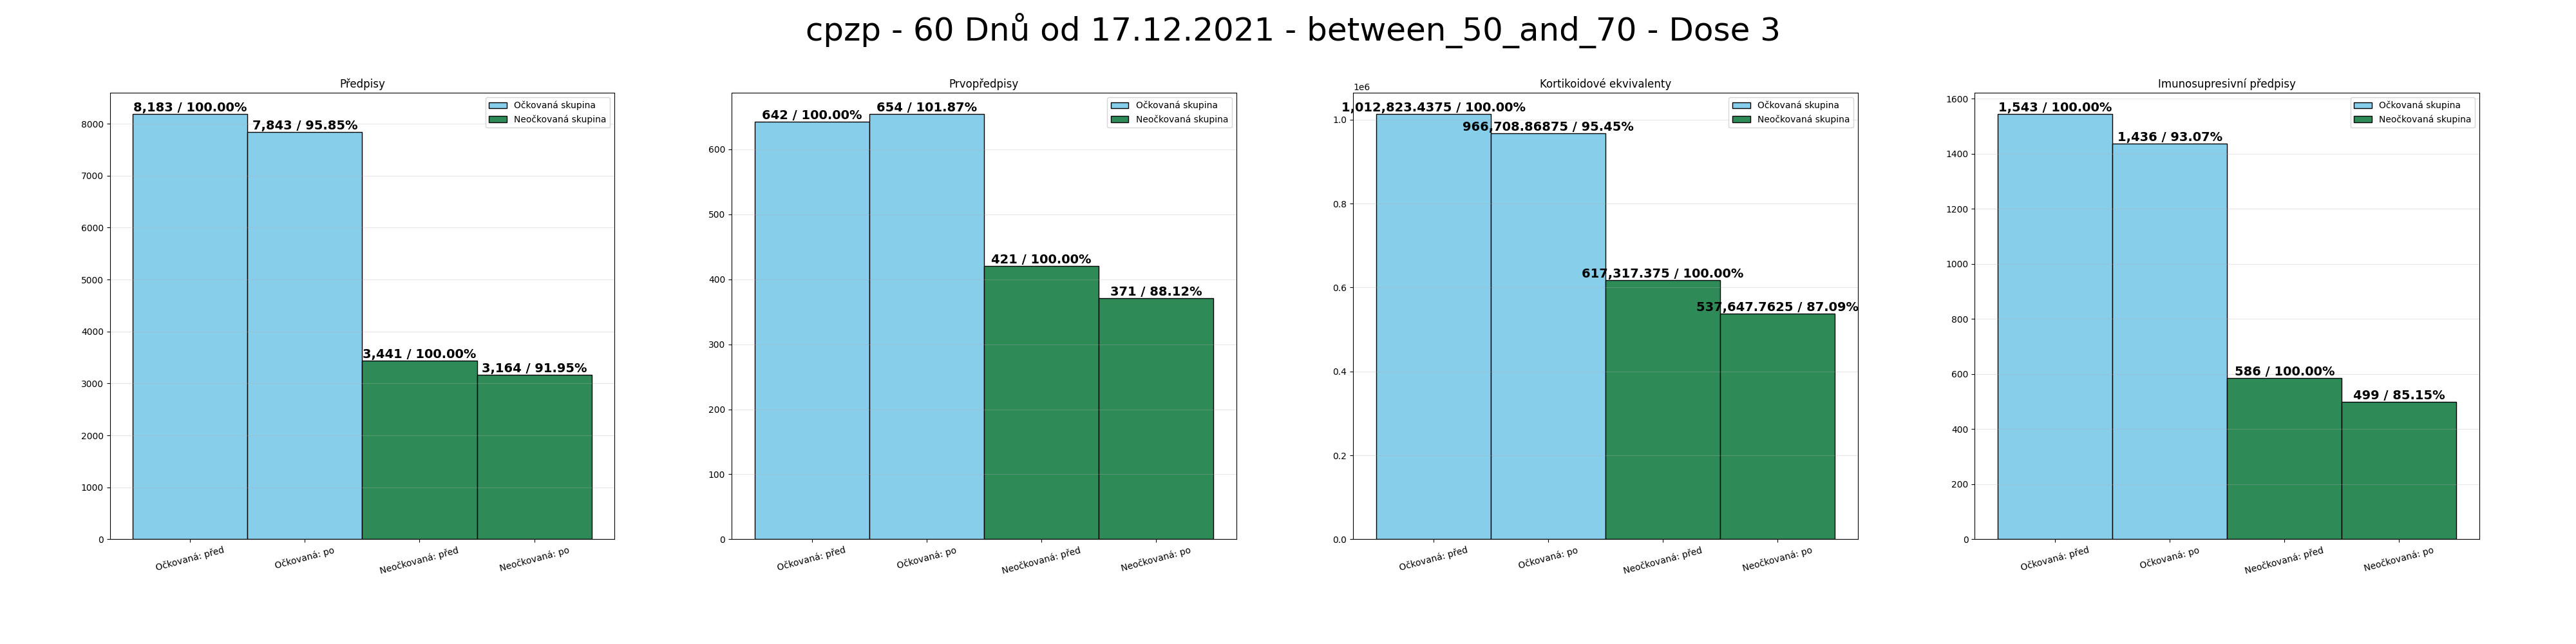 cpzp - 60 Dnů od 17.12.2021 - between_50_and_70 - Dose 3
Předpisy
8,183 / 100.00%
7,843 / 95.85%
3,441 / 100.00%
3,164 / 91.95%
Očkovaná skupina
Neočkovaná skupina
8000
7000
6000
5000
4000
3000
2000
1000
0
Očkovaná: před
Očkovaná: po
Neočkovaná: před
Neočkovaná: po
Prvopředpisy
642 / 100.00%
654 / 101.87%
421 / 100.00%
371 / 88.12%
Očkovaná skupina
Neočkovaná skupina
600
500
400
300
200
100
0
Očkovaná: před
Očkovaná: po
Neočkovaná: před
Neočkovaná: po
Kortikoidové ekvivalenty
1e6
1,012,823.4375 / 100.00%
966,708.86875 / 95.45%
617,317.375 / 100.00%
537,647.7625 / 87.09%
Očkovaná skupina
Neočkovaná skupina
1.0
0.8
0.6
0.4
0.2
0.0
Očkovaná: před
Očkovaná: po
Neočkovaná: před
Neočkovaná: po
Imunosupresivní předpisy
1,543 / 100.00%
1,436 / 93.07%
586 / 100.00%
499 / 85.15%
Očkovaná skupina
Neočkovaná skupina
1600
1400
1200
1000
800
600
400
200
0
Očkovaná: před
Očkovaná: po
Neočkovaná: před
Neočkovaná: po